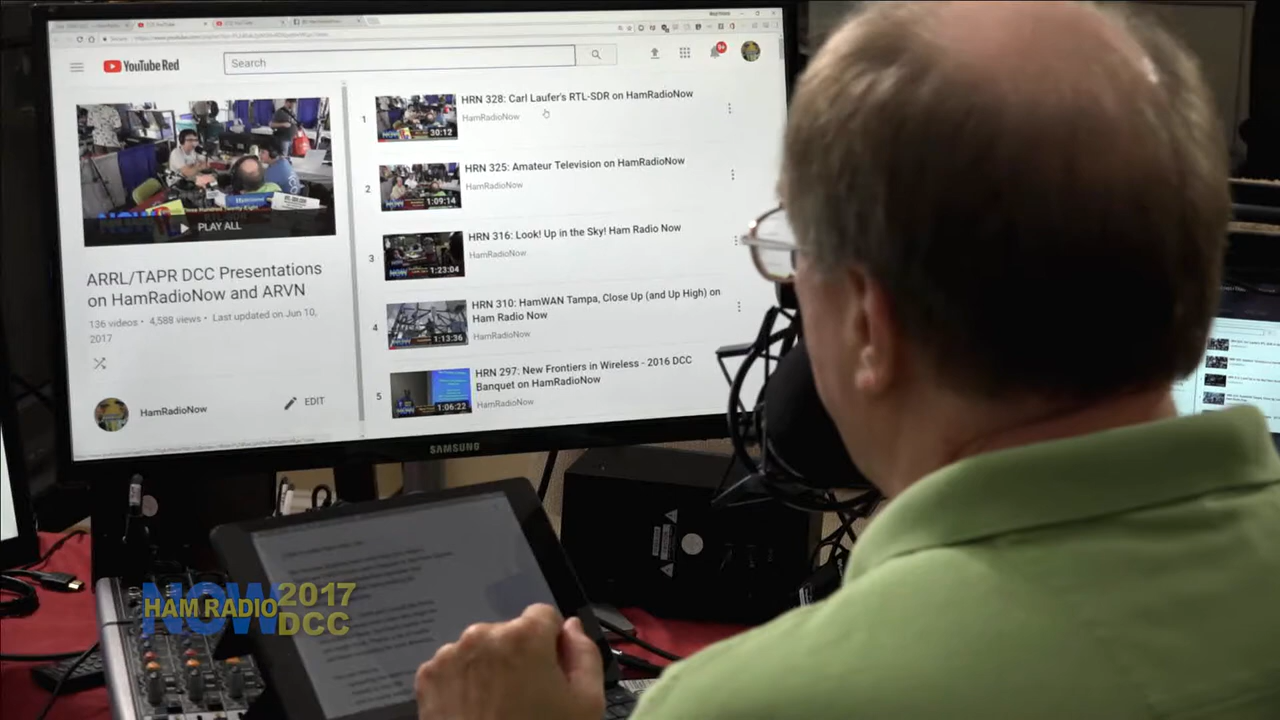 YouTube Red
Search
9+
PLAY ALL
ARRL/TAPR DCC Presentations
on HamRadioNow and ARVN
136 videos • 4,588 views • Last updated on Jun 10,
2017
HamRadioNow
EDIT
1
30:12
HRN 328: Carl Laufer's RTL-SDR on HamRadioNow
HamRadioNow
2
1:09:14
HRN 325: Amateur Television on HamRadioNow
HamRadioNow
3
1:23:04
HRN 316: Look! Up in the Sky! Ham Radio Now
HamRadioNow
4
1:13:36
HRN 310: HamWAN Tampa, Close Up (and Up High) on
Ham Radio Now
HamRadioNow
5
1:06:22
HRN 297: New Frontiers in Wireless - 2016 DCC
Banquet on HamRadioNow
HamRadioNow
SAMSUNG
NOW
HAM RADIO
2017
DCC